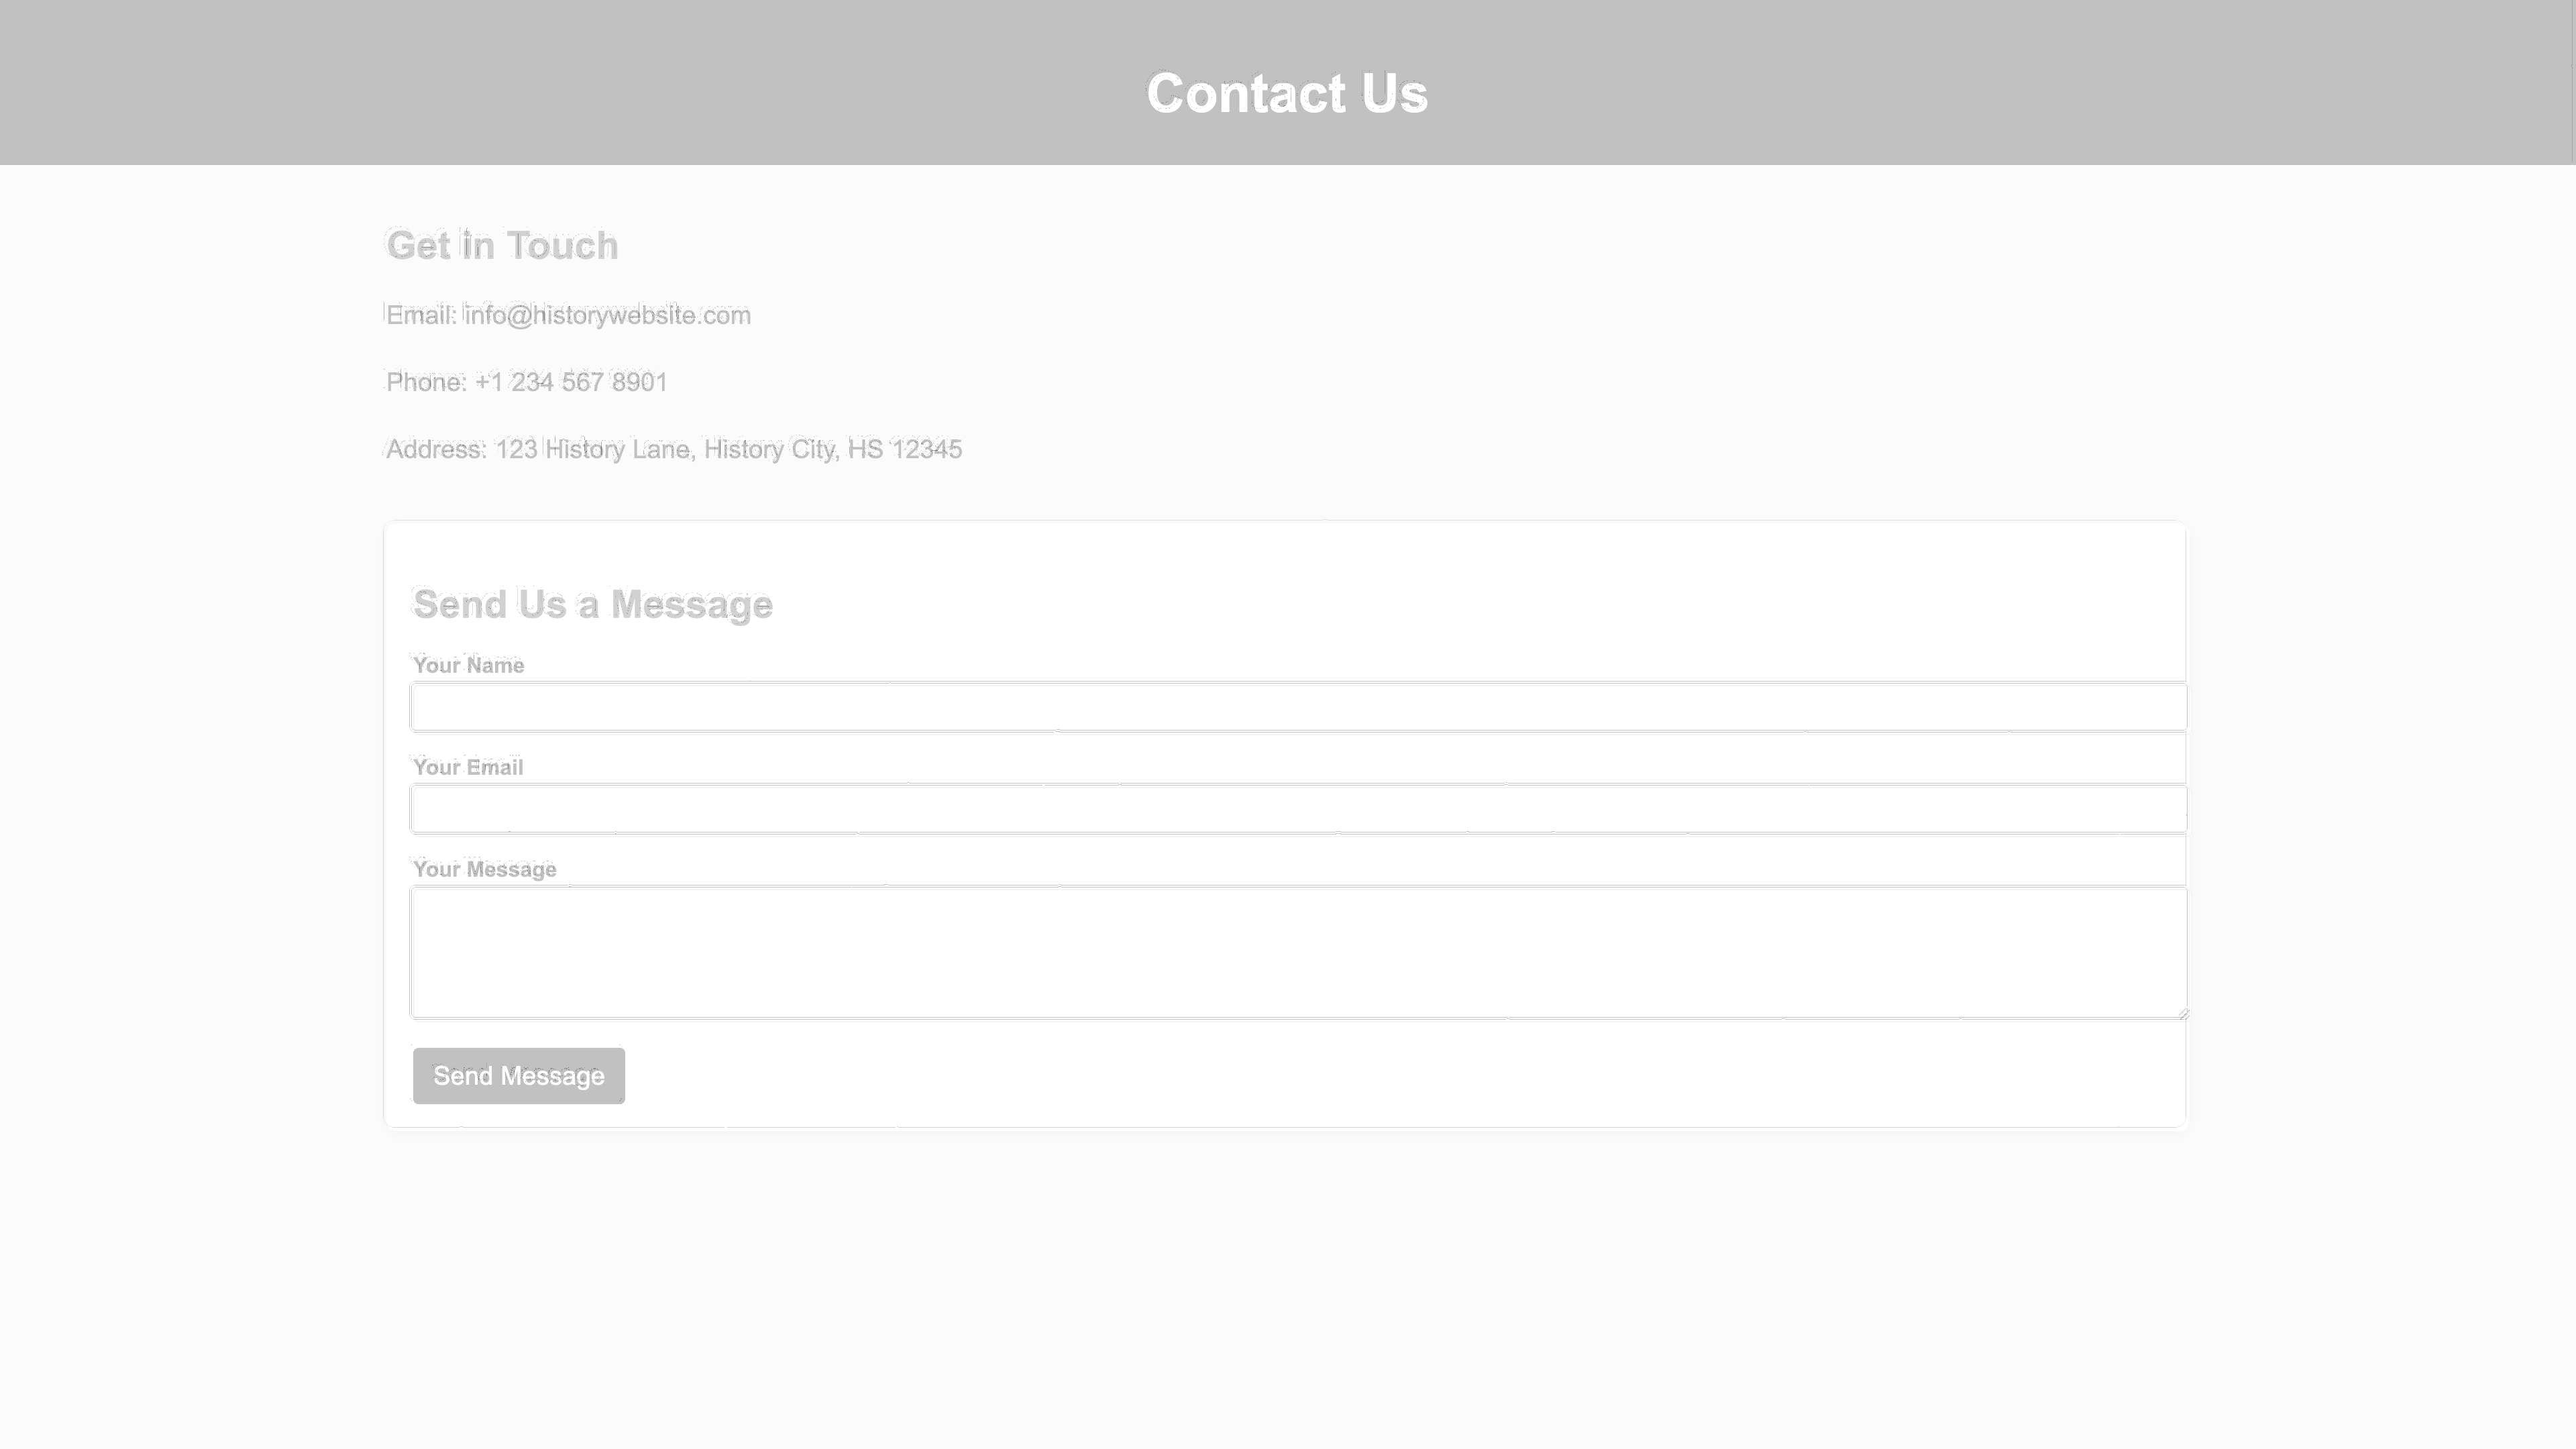 Contact Us
Get in Touch
Email: info@historywebsite.com
Phone: +1 234 567 8901
Address: 123 History Lane, History City, HS 12345
Send Us a Message
Your Name
Your Email
Your Message
Send Message